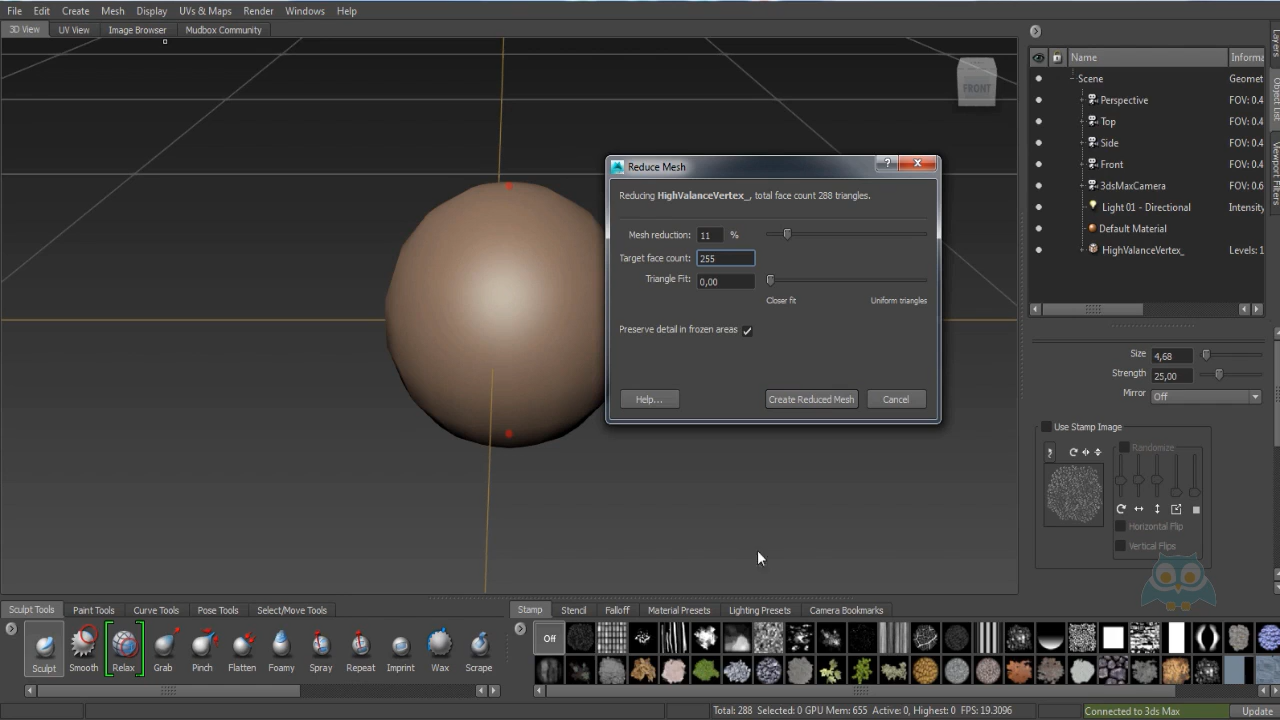 File Edit Create Mesh Display UVs & Maps Render Windows Help
3D View UV View Image Browser Mudbox Community
FRONT
Name Informa
Scene Geomet
Perspective FOV: 0.4
Top FOV: 0.4
Side FOV: 0.4
Front FOV: 0.4
3dsMaxCamera FOV: 0.6
Light 01 - Directional Intensity
Default Material
HighValanceVertex_ Levels: 1
Layers
Object List
Viewport Filters
Reduce Mesh
Reducing HighValanceVertex_, total face count 288 triangles.
Mesh reduction: 11 %
Target face count: 255
Triangle Fit: 0,00
Closer fit Uniform triangles
Preserve detail in frozen areas
Help... Create Reduced Mesh Cancel
Size 4,68
Strength 25,00
Mirror Off
Use Stamp Image
Randomize
Horizontal Flip
Vertical Flips
Sculpt Tools Paint Tools Curve Tools Pose Tools Select/Move Tools
Sculpt Smooth Relax Grab Pinch Flatten Foamy Spray Repeat Imprint Wax Scrape
Stamp Stencil Falloff Material Presets Lighting Presets Camera Bookmarks
Off
Total: 288 Selected: 0 GPU Mem: 655 Active: 0, Highest: 0 FPS: 19.3096
Connected to 3ds Max Update